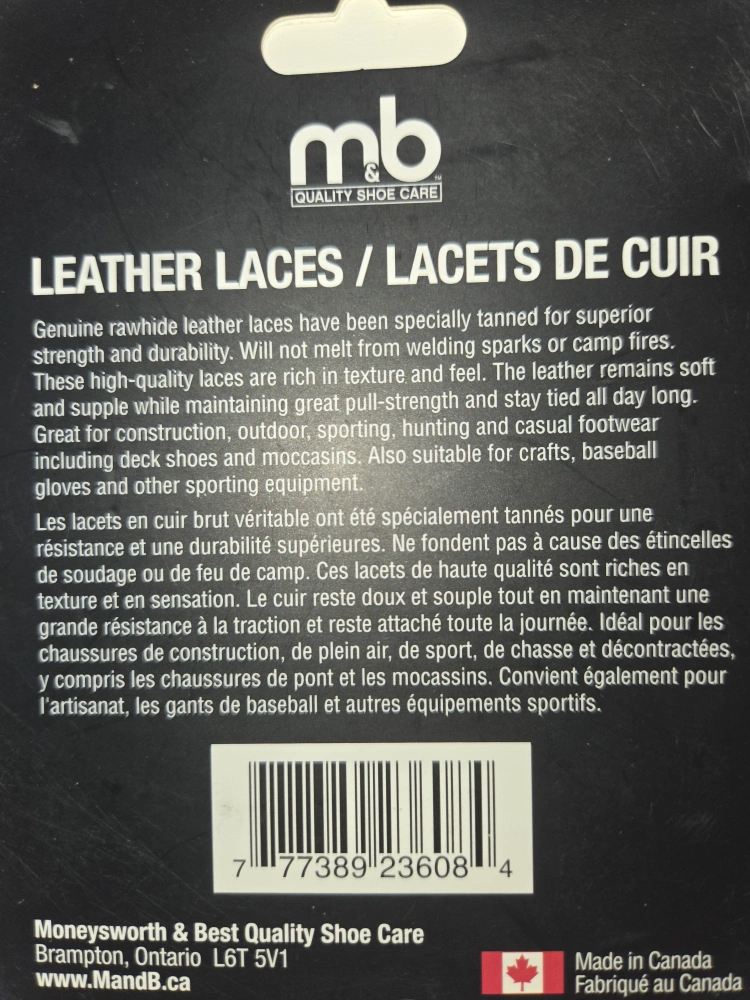 m&b™
QUALITY SHOE CARE
LEATHER LACES / LACETS DE CUIR
Genuine rawhide leather laces have been specially tanned for superior
strength and durability. Will not melt from welding sparks or camp fires.
These high-quality laces are rich in texture and feel. The leather remains soft
and supple while maintaining great pull-strength and stay tied all day long.
Great for construction, outdoor, sporting, hunting and casual footwear
including deck shoes and moccasins. Also suitable for crafts, baseball
gloves and other sporting equipment.
Les lacets en cuir brut véritable ont été spécialement tannés pour une
résistance et une durabilité supérieures. Ne fondent pas à cause des étincelles
de soudage ou de feu de camp. Ces lacets de haute qualité sont riches en
texture et en sensation. Le cuir reste doux et souple tout en maintenant une
grande résistance à la traction et reste attaché toute la journée. Idéal pour les
chaussures de construction, de plein air, de sport, de chasse et décontractées,
y compris les chaussures de pont et les mocassins. Convient également pour
l'artisanat, les gants de baseball et autres équipements sportifs.
7 77389 23608 4
Moneysworth & Best Quality Shoe Care
Brampton, Ontario L6T 5V1
www.MandB.ca
Made in Canada
Fabriqué au Canada